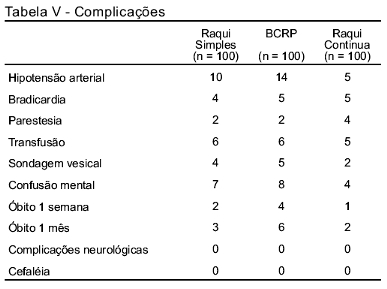 Tabela V - Complicações
Raqui Simples (n = 100) BCRP (n = 100) Raqui Continua (n = 100)
Hipotensão arterial 10 14 5
Bradicardia 4 5 5
Parestesia 2 2 4
Transfusão 6 6 5
Sondagem vesical 4 5 2
Confusão mental 7 8 4
Óbito 1 semana 2 4 1
Óbito 1 mês 3 6 2
Complicações neurológicas 0 0 0
Cefaléia 0 0 0